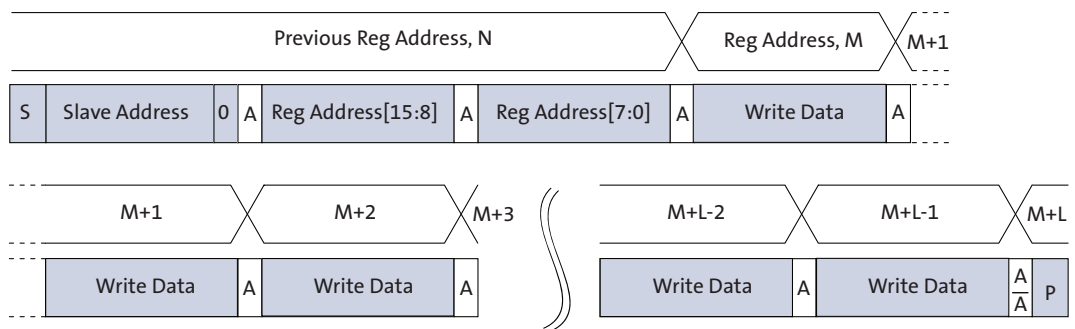 Previous Reg Address, N Reg Address, M M+1
S Slave Address 0 A Reg Address[15:8] A Reg Address[7:0] A Write Data A
M+1 M+2 M+3 M+L-2 M+L-1 M+L
Write Data A Write Data A Write Data A Write Data A P
A